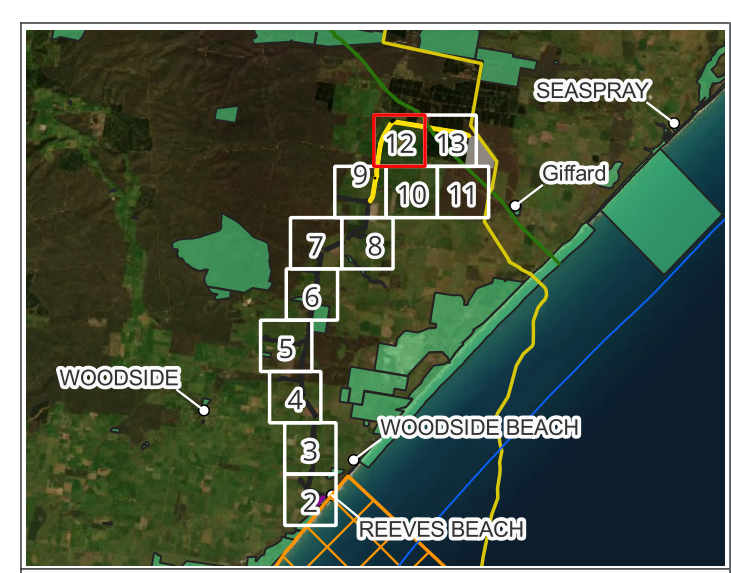 SEASPRAY
12
13
Giffard
9
10
11
7
8
6
5
WOODSIDE
4
WOODSIDE BEACH
3
2
REEVES BEACH